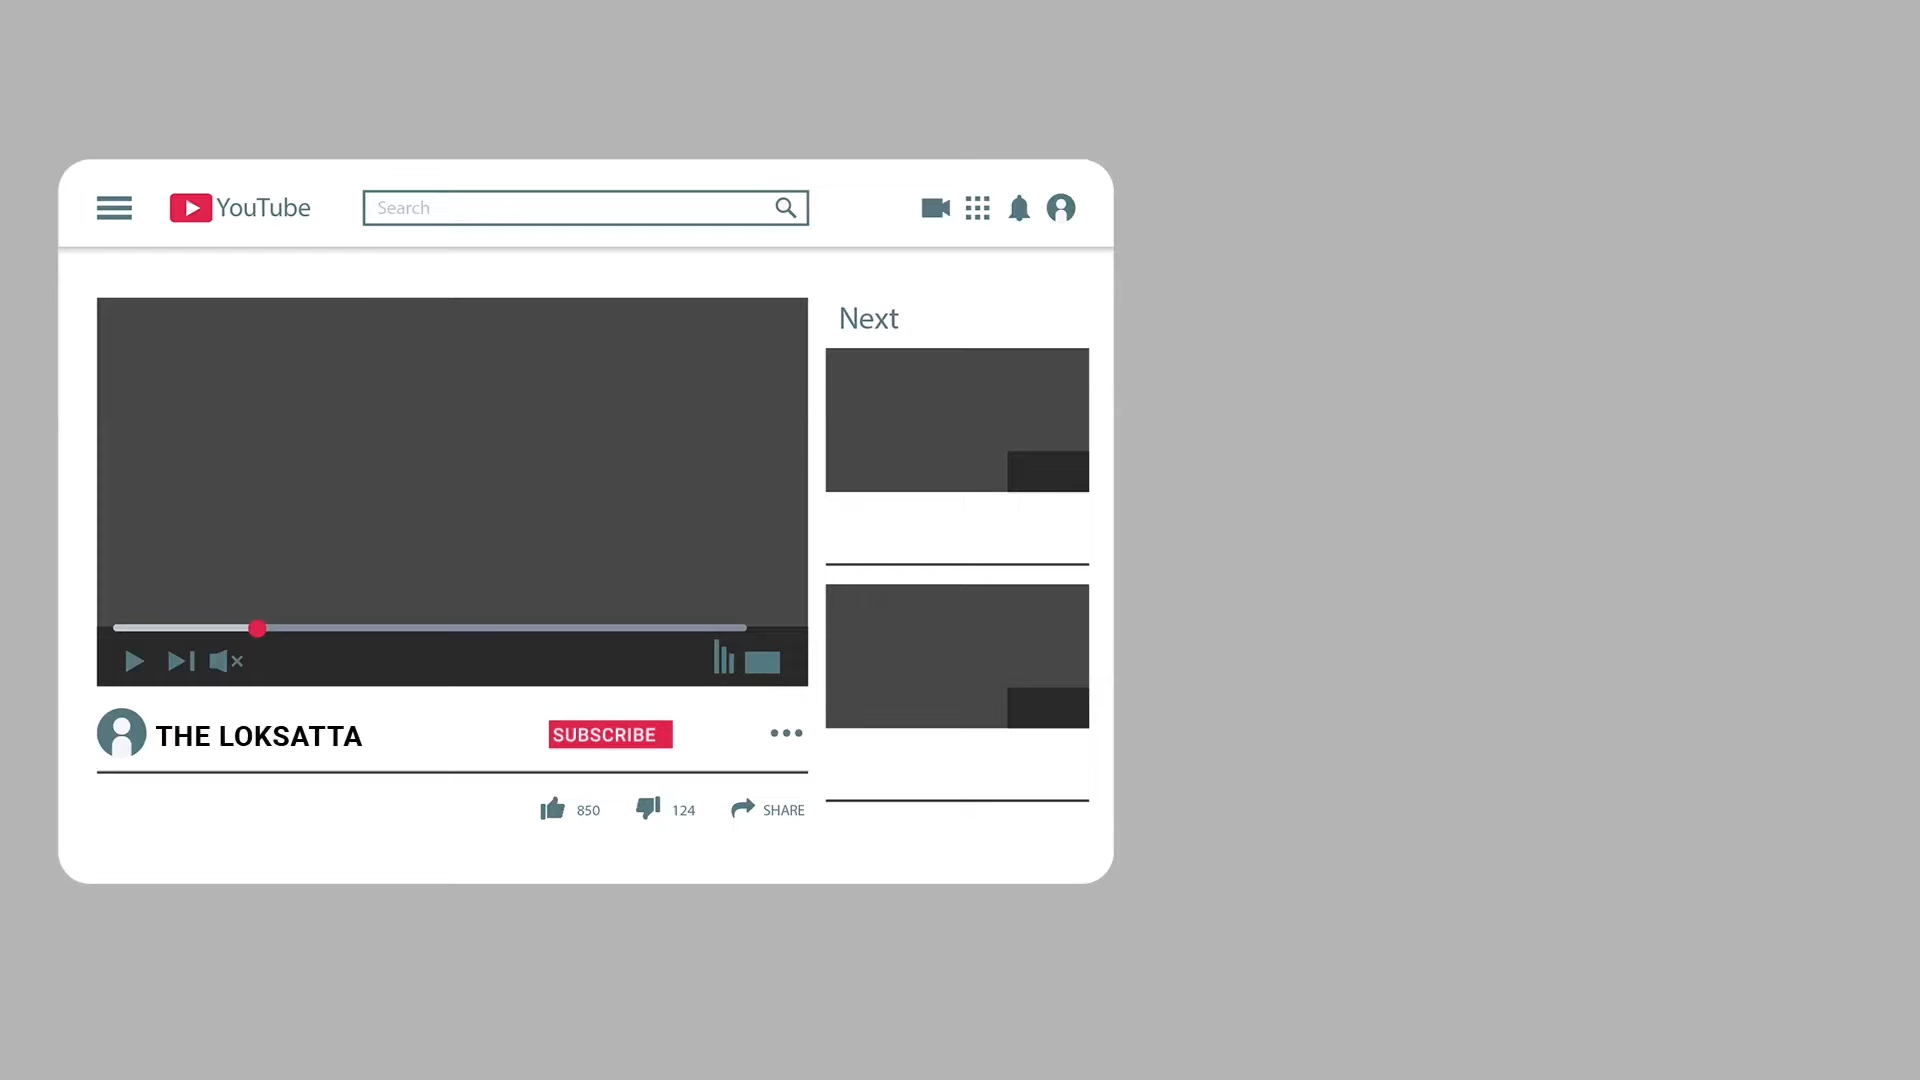 YouTube
Search
Next
THE LOKSATTA
SUBSCRIBE
850
124
SHARE